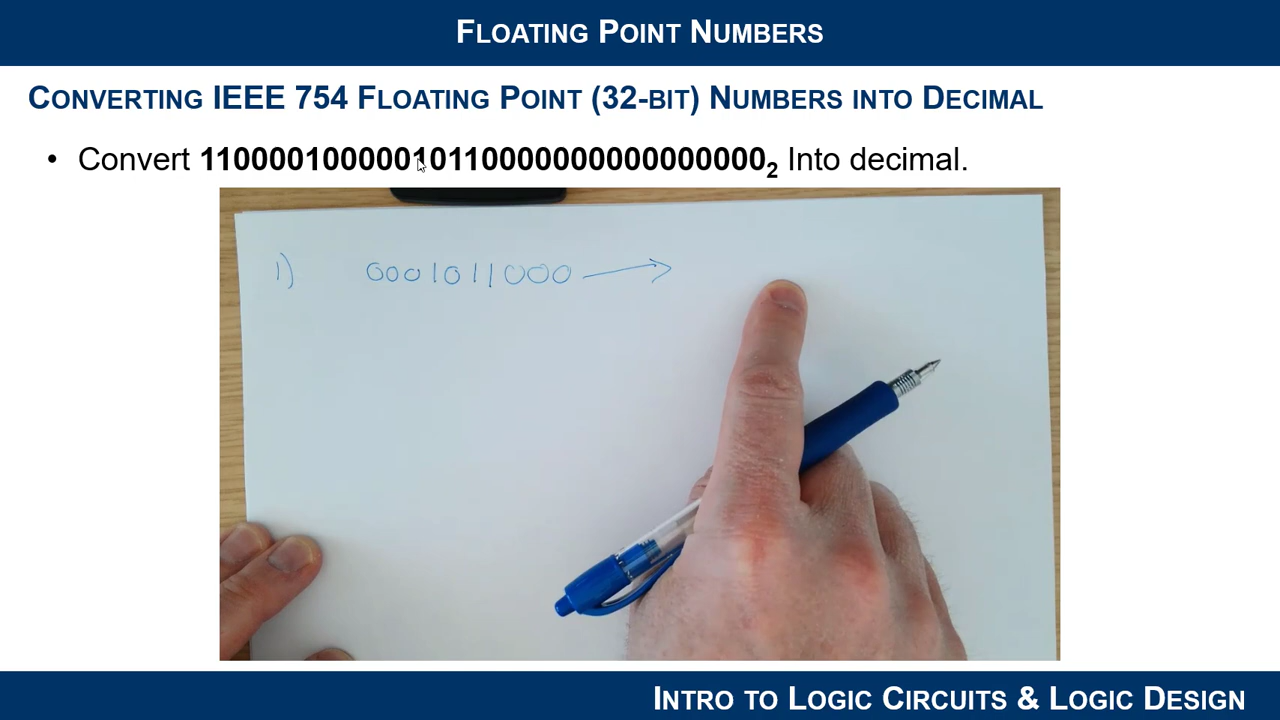 FLOATING POINT NUMBERS
CONVERTING IEEE 754 FLOATING POINT (32-BIT) NUMBERS INTO DECIMAL
• Convert 11000010000010110000000000000000₂ Into decimal.
1) 0001011000 →
INTRO TO LOGIC CIRCUITS & LOGIC DESIGN